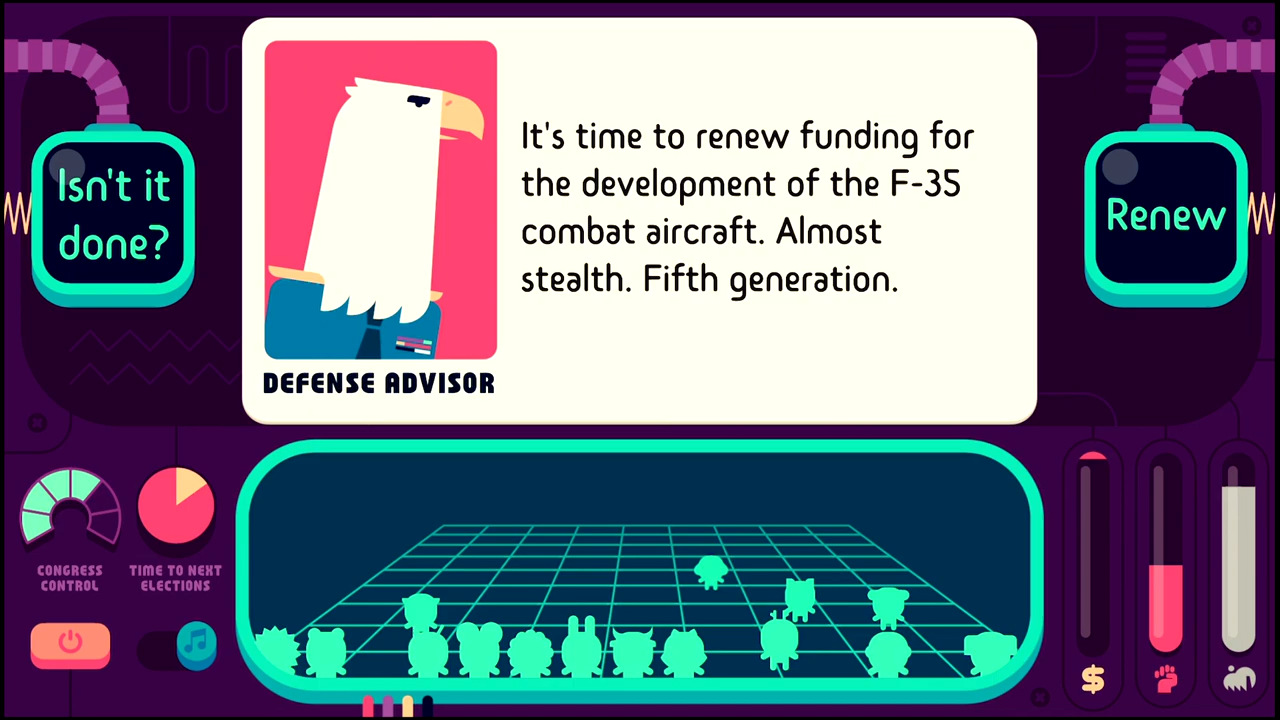 It's time to renew funding for
the development of the F-35
combat aircraft. Almost
stealth. Fifth generation.
DEFENSE ADVISOR
Isn't it
done?
Renew
CONGRESS
CONTROL
TIME TO NEXT
ELECTIONS
$